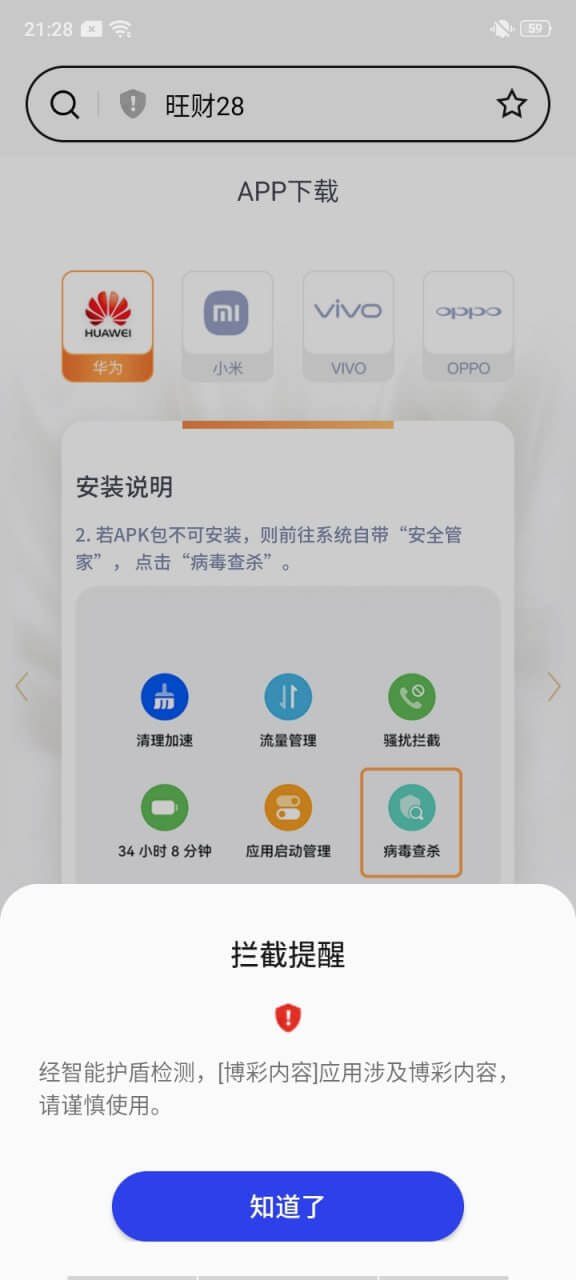 21:28
59
旺财28
APP下载
HUAWEI
mi
vivo
oppo
华为
小米
VIVO
OPPO
安装说明
2. 若APK包不可安装，则前往系统自带“安全管
家”，点击“病毒查杀”。
清理加速
流量管理
骚扰拦截
34 小时 8 分钟
应用启动管理
病毒查杀
拦截提醒
经智能护盾检测，[博彩内容]应用涉及博彩内容，
请谨慎使用。
知道了